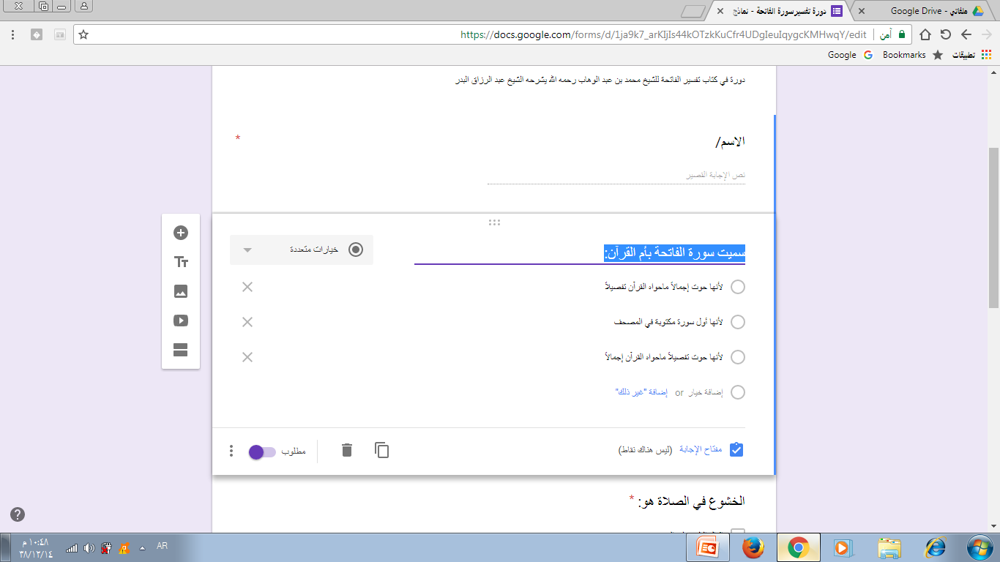 ملفاتي - Google Drive
دورة تفسيرسورة الفاتحة - نماذج
آمن
https://docs.google.com/forms/d/1ja9k7_arKIjIs44kOTzkKuCfr4UDgIeuIqygcKMHwqY/edit
تطبيقات
Bookmarks
Google
دورة في كتاب تفسير الفاتحة للشيخ محمد بن عبد الوهاب رحمه الله يشرحه الشيخ عبد الرزاق البدر
الاسم/ *
نص الإجابة القصير
سميت سورة الفاتحة بأم القرآن:
خيارات متعددة
لأنها حوت إجمالاً ماحواه القرآن تفصيلاً
لأنها أول سورة مكتوبة في المصحف
لأنها حوت تفصيلاً ماحواه القرآن إجمالاً
إضافة خيار or إضافة "غير ذلك"
مفتاح الإجابة (ليس هناك نقاط)
مطلوب
الخشوع في الصلاة هو: *
AR
١٠:٤٨ م
٣٨/١٢/١٤